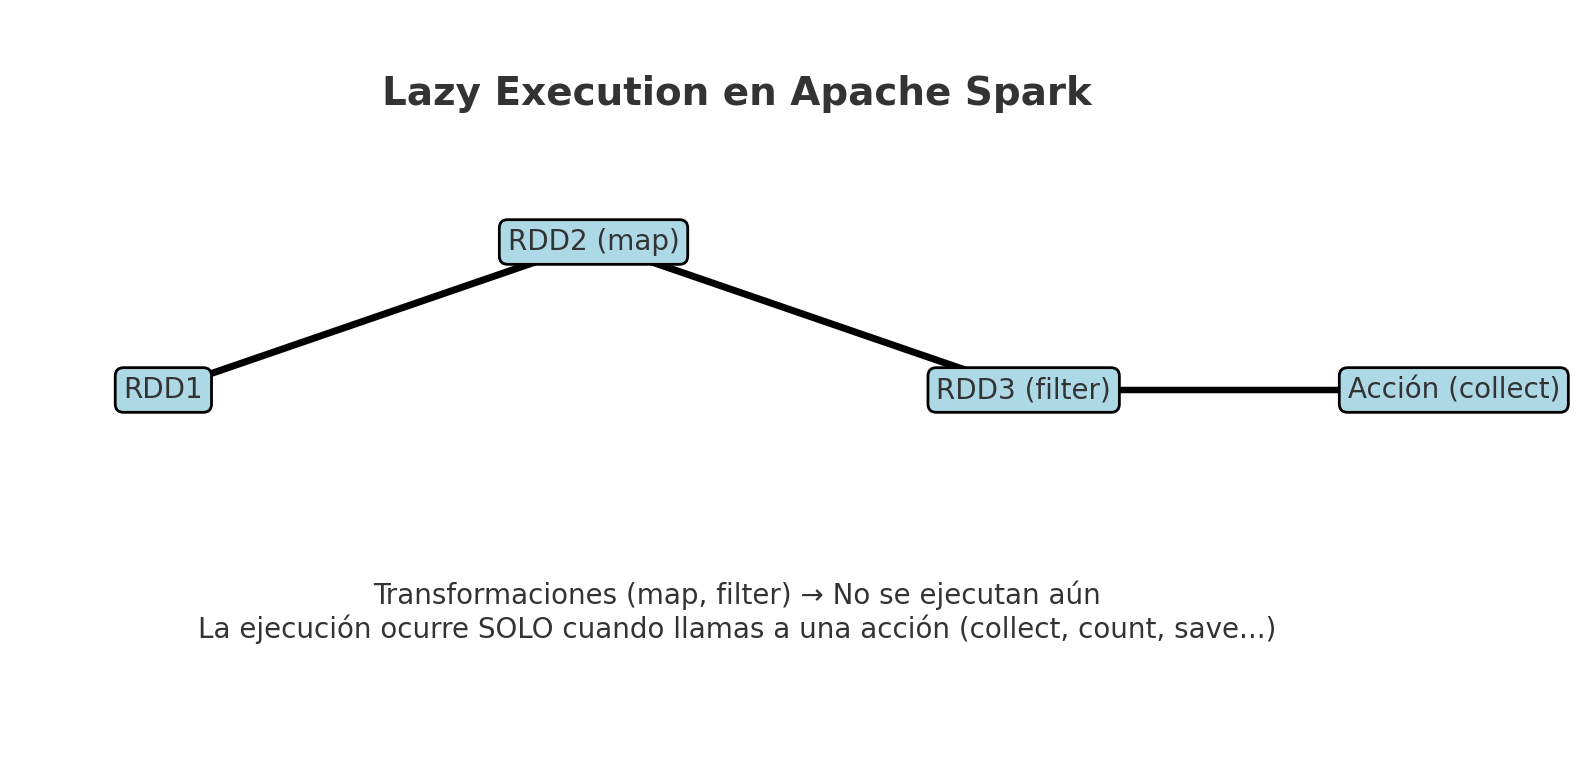 Lazy Execution en Apache Spark
RDD2 (map)
RDD1
RDD3 (filter)
Acción (collect)
Transformaciones (map, filter) → No se ejecutan aún
La ejecución ocurre SOLO cuando llamas a una acción (collect, count, save...)